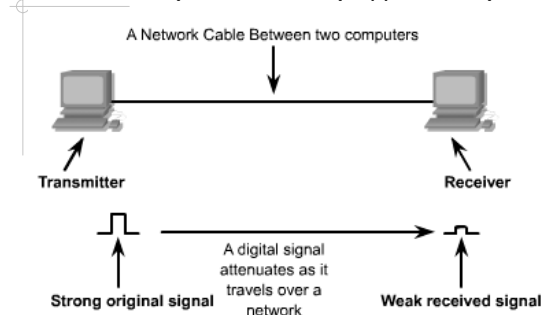 A Network Cable Between two computers
Transmitter
Receiver
A digital signal
attenuates as it
travels over a
network
Strong original signal
Weak received signal